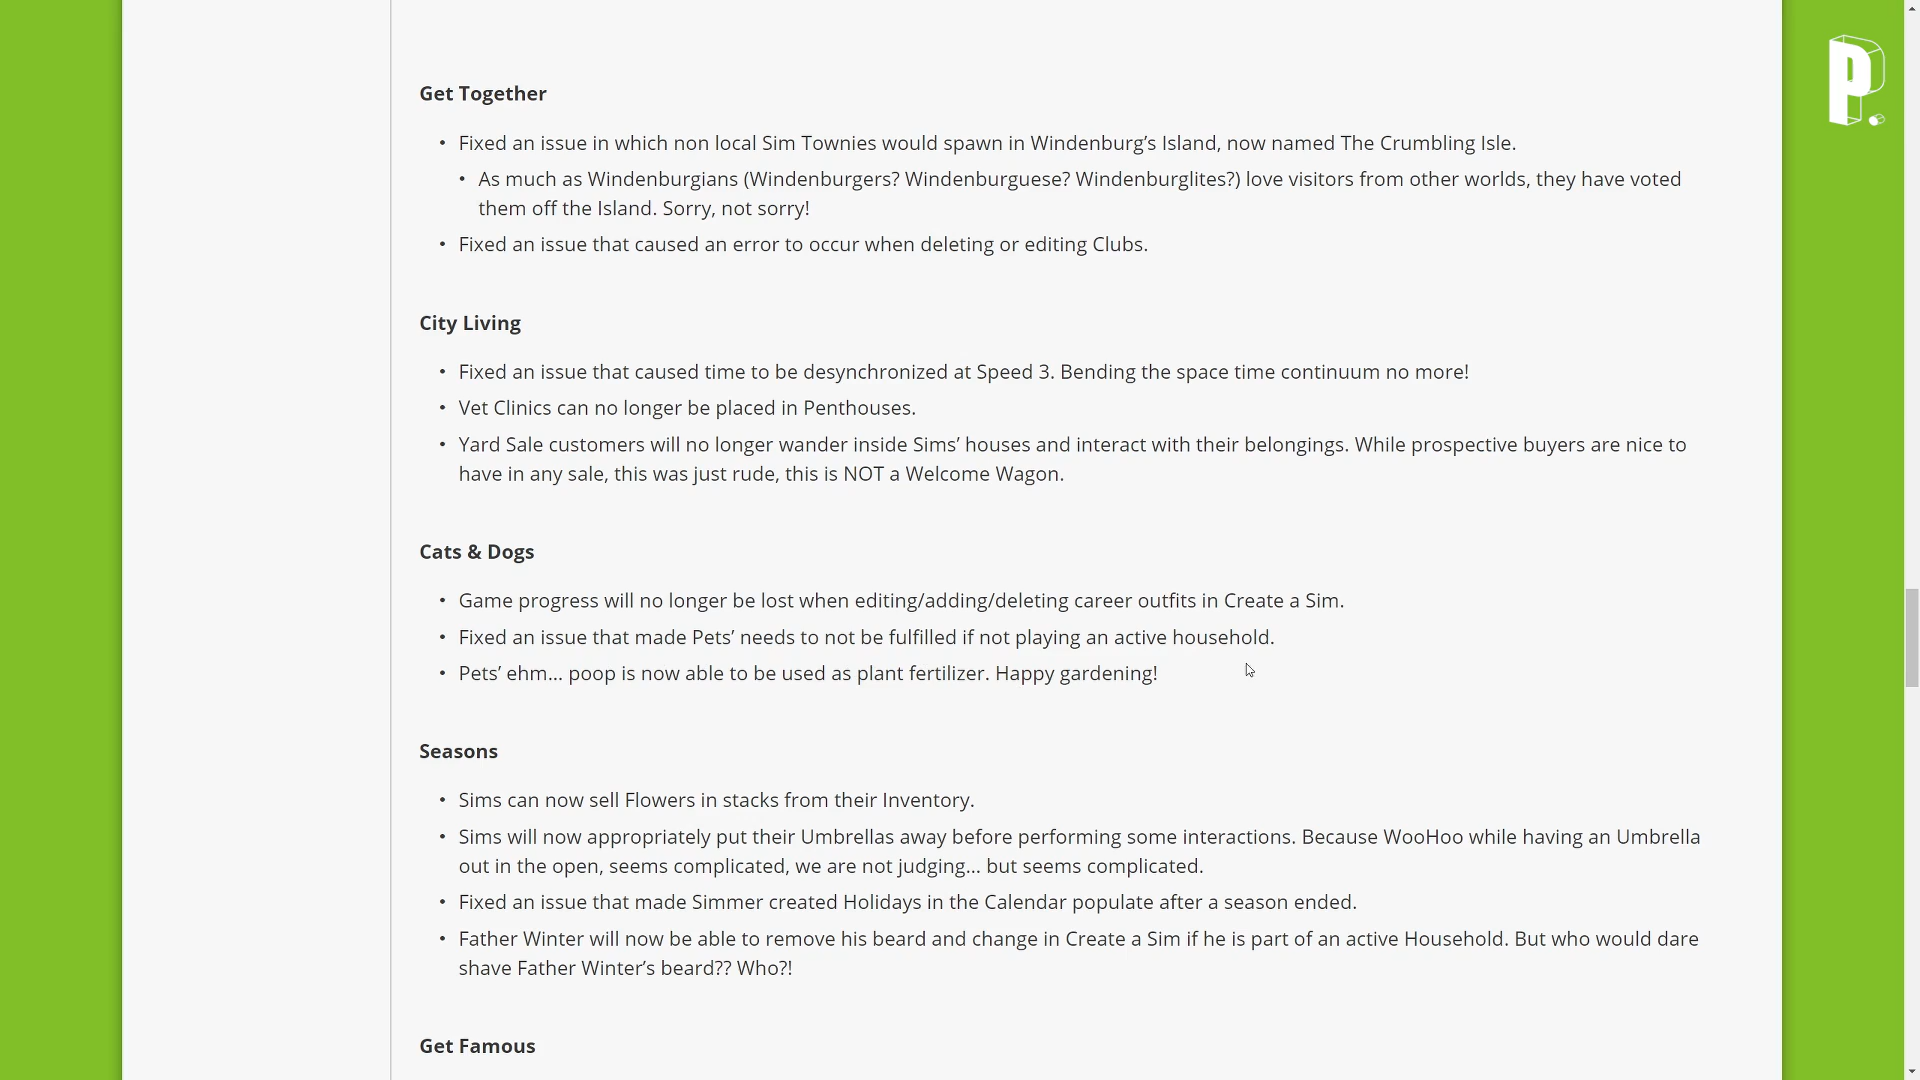 P.
Get Together
• Fixed an issue in which non local Sim Townies would spawn in Windenburg’s Island, now named The Crumbling Isle.
• As much as Windenburgians (Windenburgers? Windenburguese? Windenburglites?) love visitors from other worlds, they have voted
them off the Island. Sorry, not sorry!
• Fixed an issue that caused an error to occur when deleting or editing Clubs.
City Living
• Fixed an issue that caused time to be desynchronized at Speed 3. Bending the space time continuum no more!
• Vet Clinics can no longer be placed in Penthouses.
• Yard Sale customers will no longer wander inside Sims’ houses and interact with their belongings. While prospective buyers are nice to
have in any sale, this was just rude, this is NOT a Welcome Wagon.
Cats & Dogs
• Game progress will no longer be lost when editing/adding/deleting career outfits in Create a Sim.
• Fixed an issue that made Pets’ needs to not be fulfilled if not playing an active household.
• Pets’ ehm... poop is now able to be used as plant fertilizer. Happy gardening!
Seasons
• Sims can now sell Flowers in stacks from their Inventory.
• Sims will now appropriately put their Umbrellas away before performing some interactions. Because WooHoo while having an Umbrella
out in the open, seems complicated, we are not judging... but seems complicated.
• Fixed an issue that made Simmer created Holidays in the Calendar populate after a season ended.
• Father Winter will now be able to remove his beard and change in Create a Sim if he is part of an active Household. But who would dare
shave Father Winter’s beard?? Who?!
Get Famous